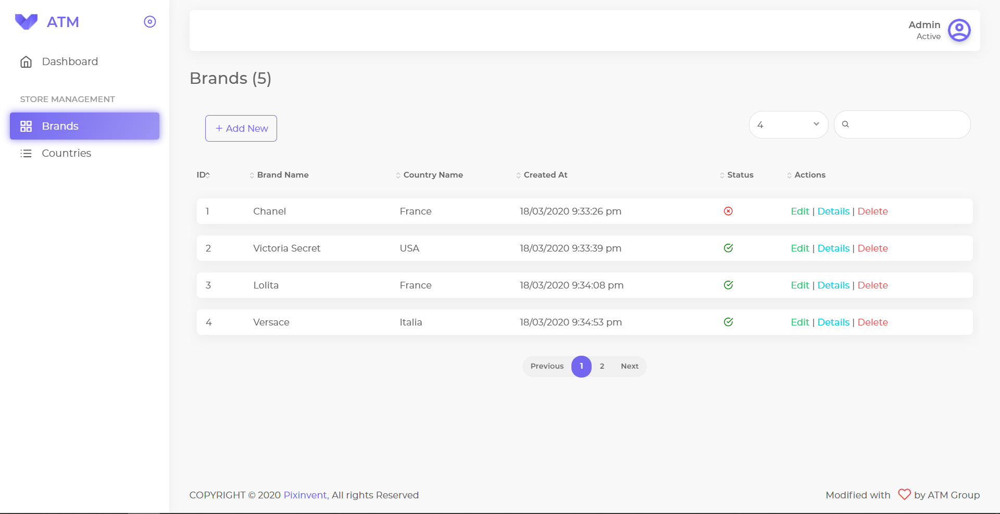 ATM
Admin
Active
Dashboard
Brands (5)
STORE MANAGEMENT
Brands
+ Add New
4
Countries
ID Brand Name Country Name Created At Status Actions
1 Chanel France 18/03/2020 9:33:26 pm Edit | Details | Delete
2 Victoria Secret USA 18/03/2020 9:33:39 pm Edit | Details | Delete
3 Lolita France 18/03/2020 9:34:08 pm Edit | Details | Delete
4 Versace Italia 18/03/2020 9:34:53 pm Edit | Details | Delete
Previous 1 2 Next
COPYRIGHT © 2020 Pixinvent, All rights Reserved
Modified with by ATM Group